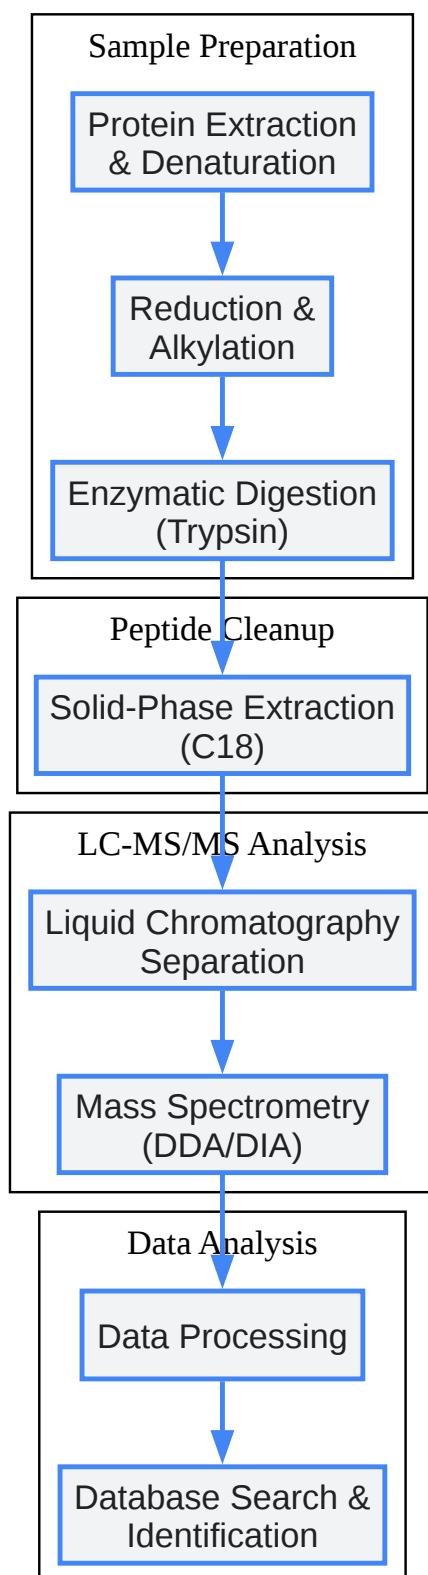 Sample Preparation
Protein Extraction
& Denaturation
Reduction &
Alkylation
Enzymatic Digestion
(Trypsin)
Peptide Cleanup
Solid-Phase Extraction
(C18)
LC-MS/MS Analysis
Liquid Chromatography
Separation
Mass Spectrometry
(DDA/DIA)
Data Analysis
Data Processing
Database Search &
Identification